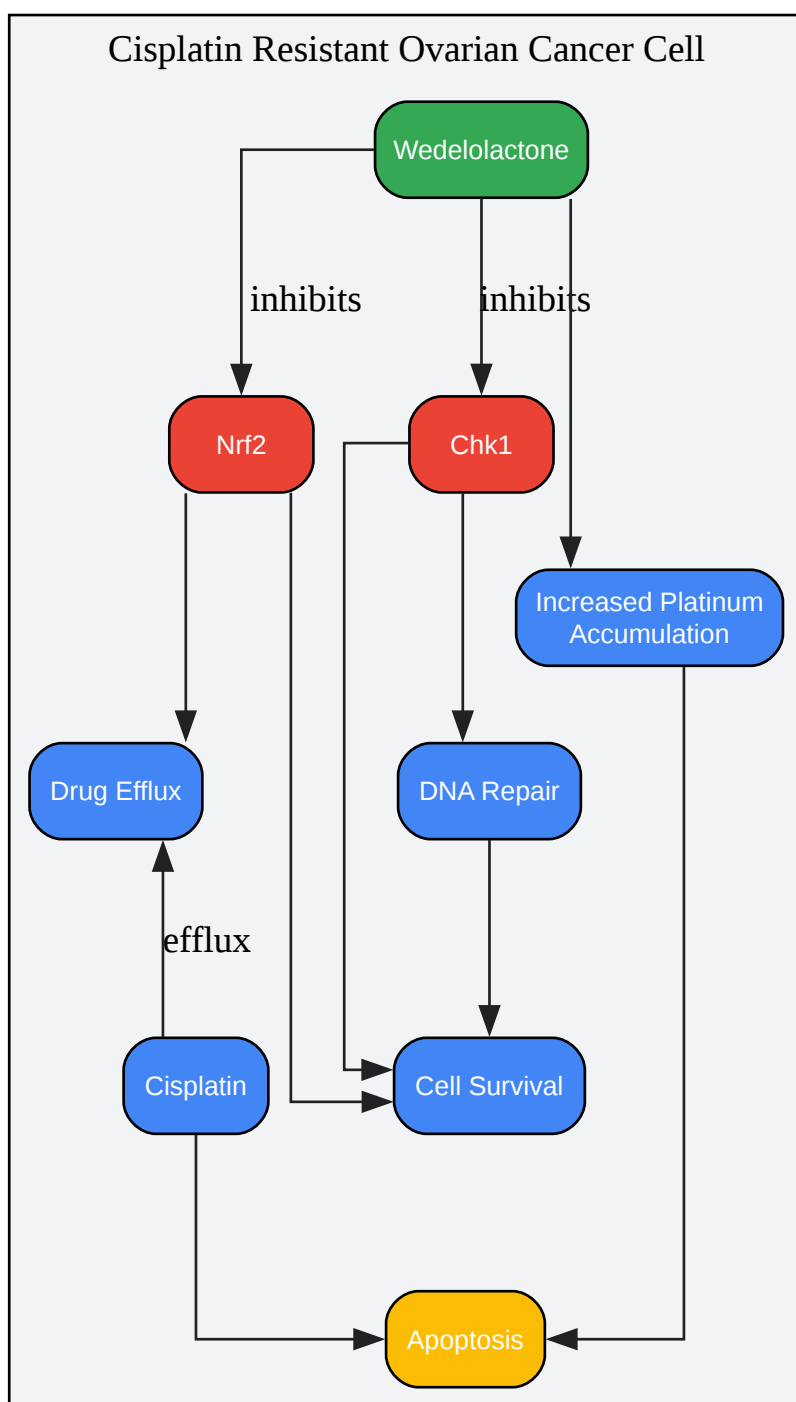 Cisplatin Resistant Ovarian Cancer Cell
Wedelolactone
inhibits
inhibits
Nrf2
Chk1
Increased Platinum
Accumulation
Drug Efflux
DNA Repair
efflux
Cisplatin
Cell Survival
Apoptosis